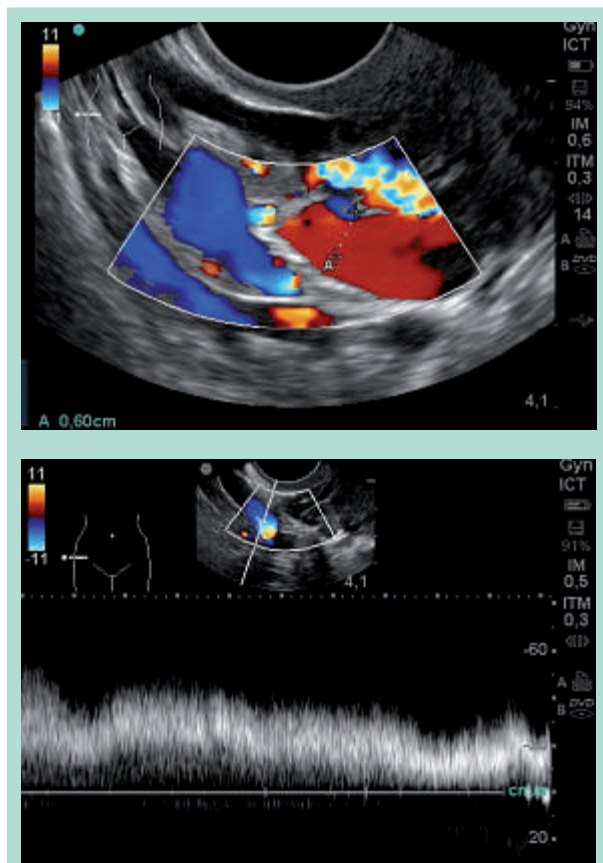 11
Gyn
ICT
94%
IM
0,6
ITM
0,3
14
A
B DVD
A
4,1
A 0,60cm
11
-11
Gyn
ICT
91%
IM
0,5
ITM
0,3
4,1
-60
A
B DVD
20